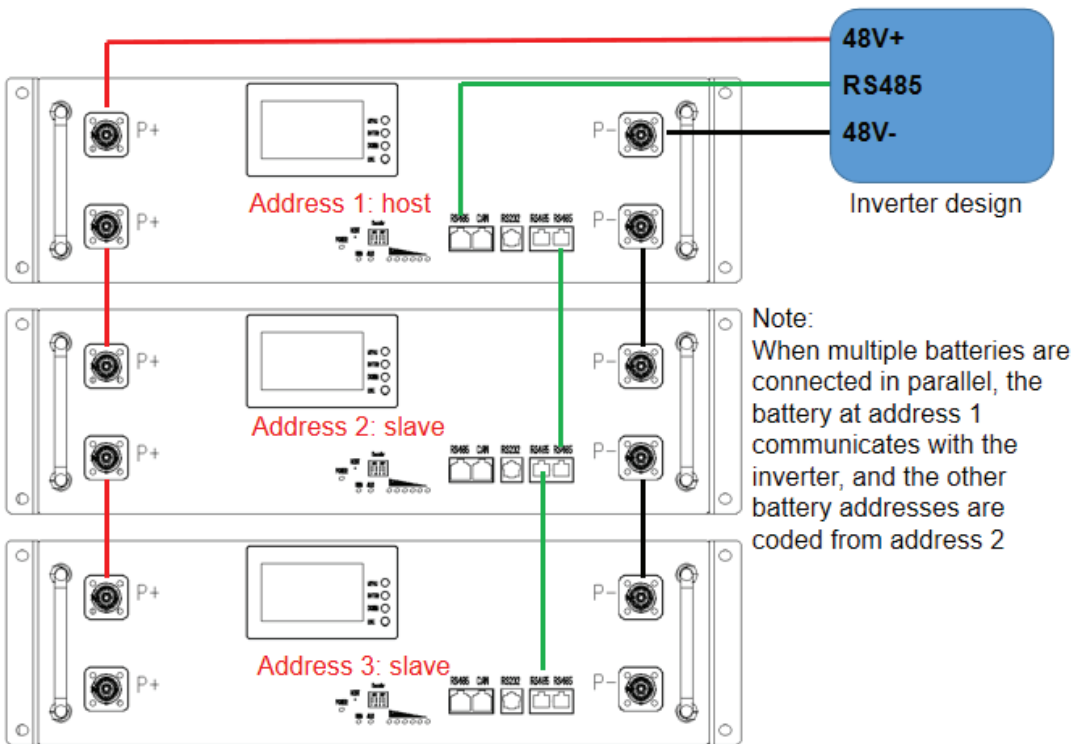 48V+
RS485
48V-
Inverter design
P+
P-
Address 1: host
P+
RS485 CAN RS232 RS485 RS485
P-
Note:
When multiple batteries are
connected in parallel, the
battery at address 1
communicates with the
inverter, and the other
battery addresses are
coded from address 2
P+
P-
Address 2: slave
P+
RS485 CAN RS232 RS485 RS485
P-
P+
P-
Address 3: slave
P+
RS485 CAN RS232 RS485 RS485
P-